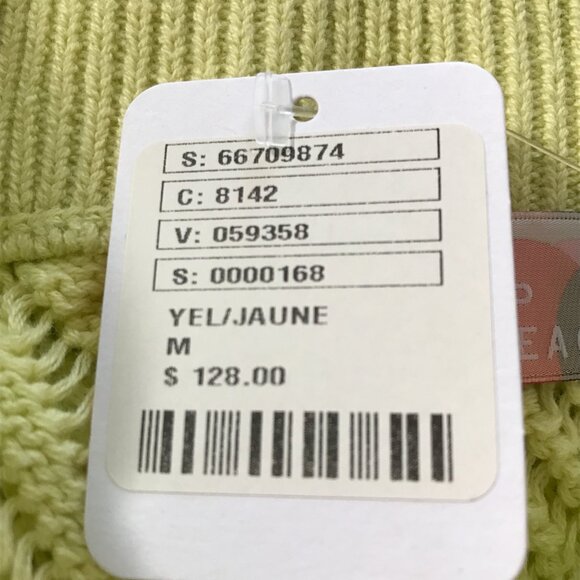 S: 66709874
C: 8142
V: 059358
S: 0000168
YEL/JAUNE
M
$ 128.00